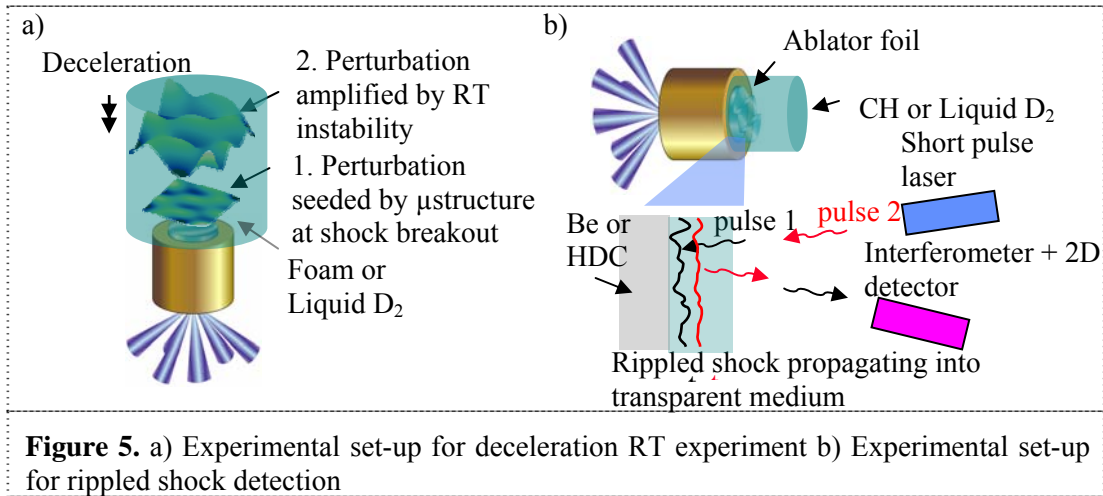 a)
Deceleration
2. Perturbation
amplified by RT
instability
1. Perturbation
seeded by µstructure
at shock breakout
Foam or
Liquid D₂
b)
Ablator foil
CH or Liquid D₂
Short pulse
laser
Be or
HDC
pulse 1
pulse 2
Interferometer + 2D
detector
Rippled shock propagating into
transparent medium
Figure 5. a) Experimental set-up for deceleration RT experiment b) Experimental set-up
for rippled shock detection